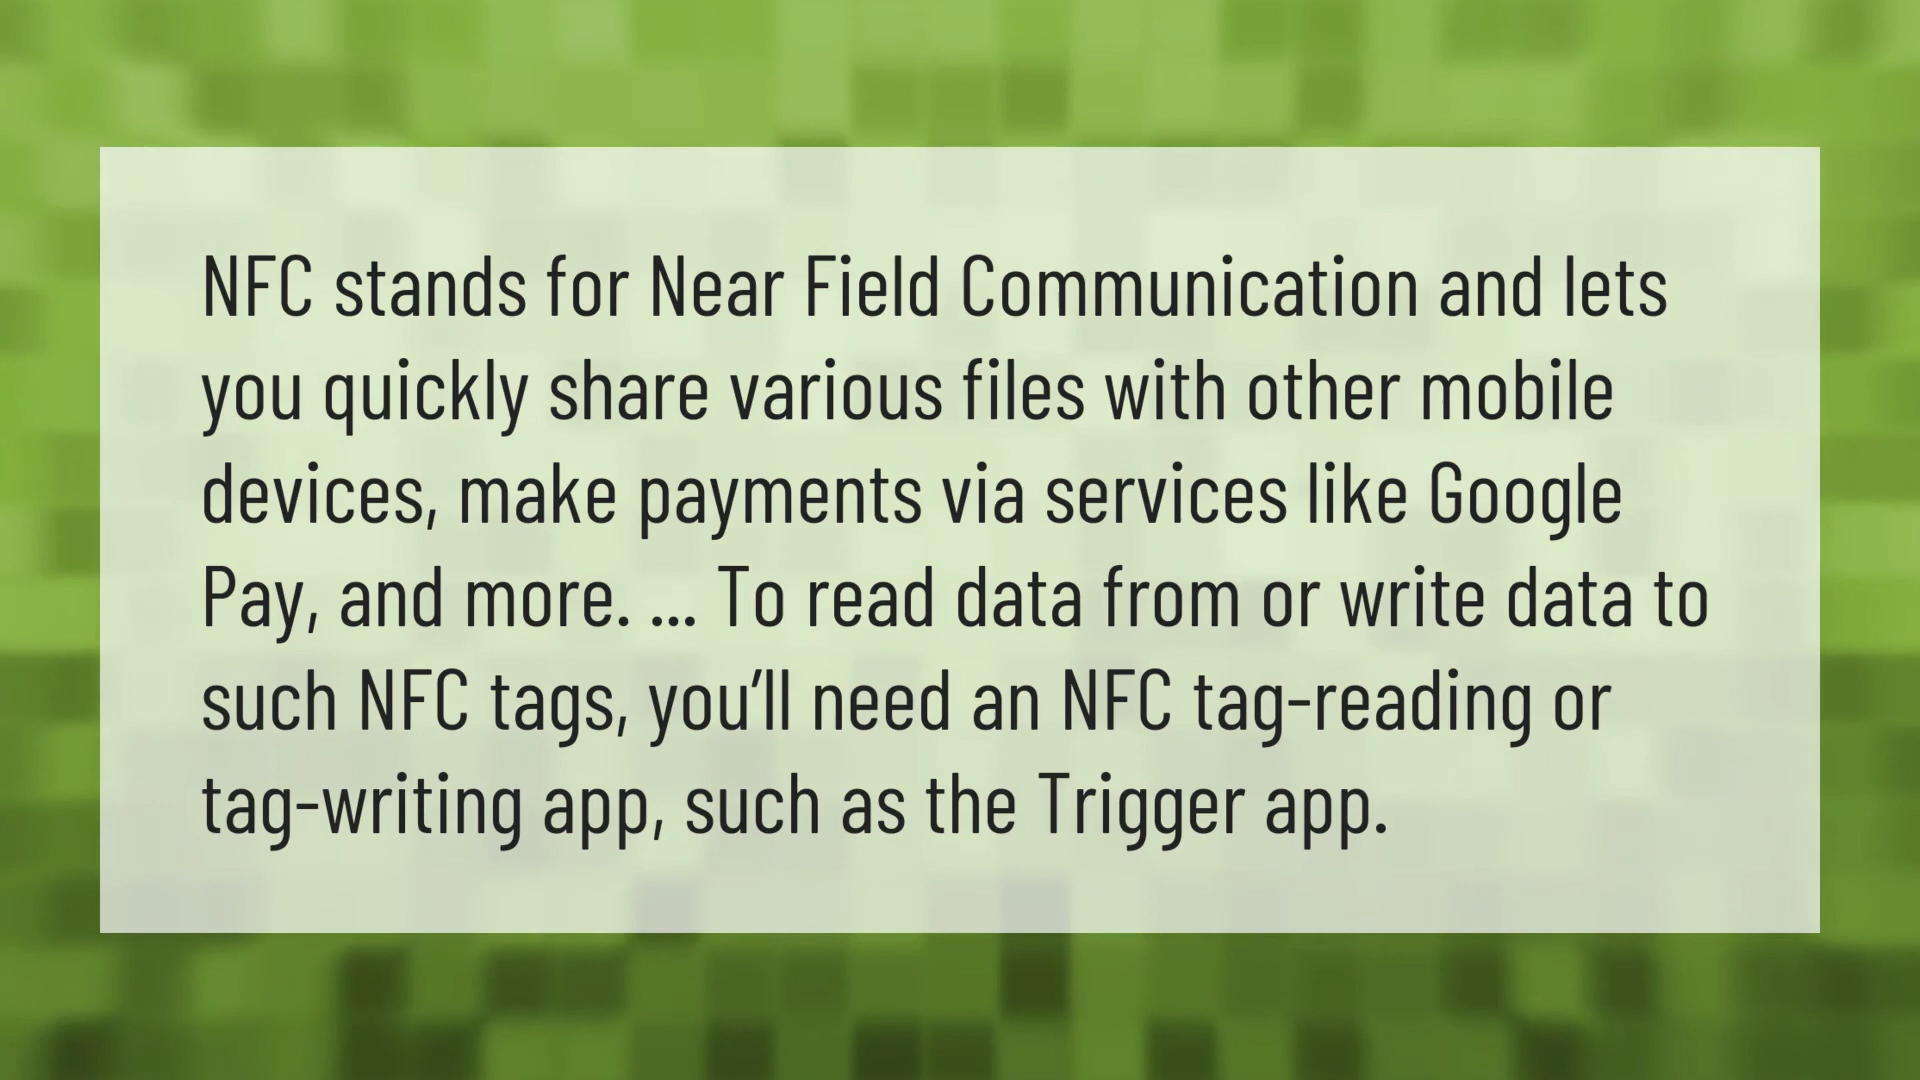 NFC stands for Near Field Communication and lets
you quickly share various files with other mobile
devices, make payments via services like Google
Pay, and more. ... To read data from or write data to
such NFC tags, you’ll need an NFC tag-reading or
tag-writing app, such as the Trigger app.